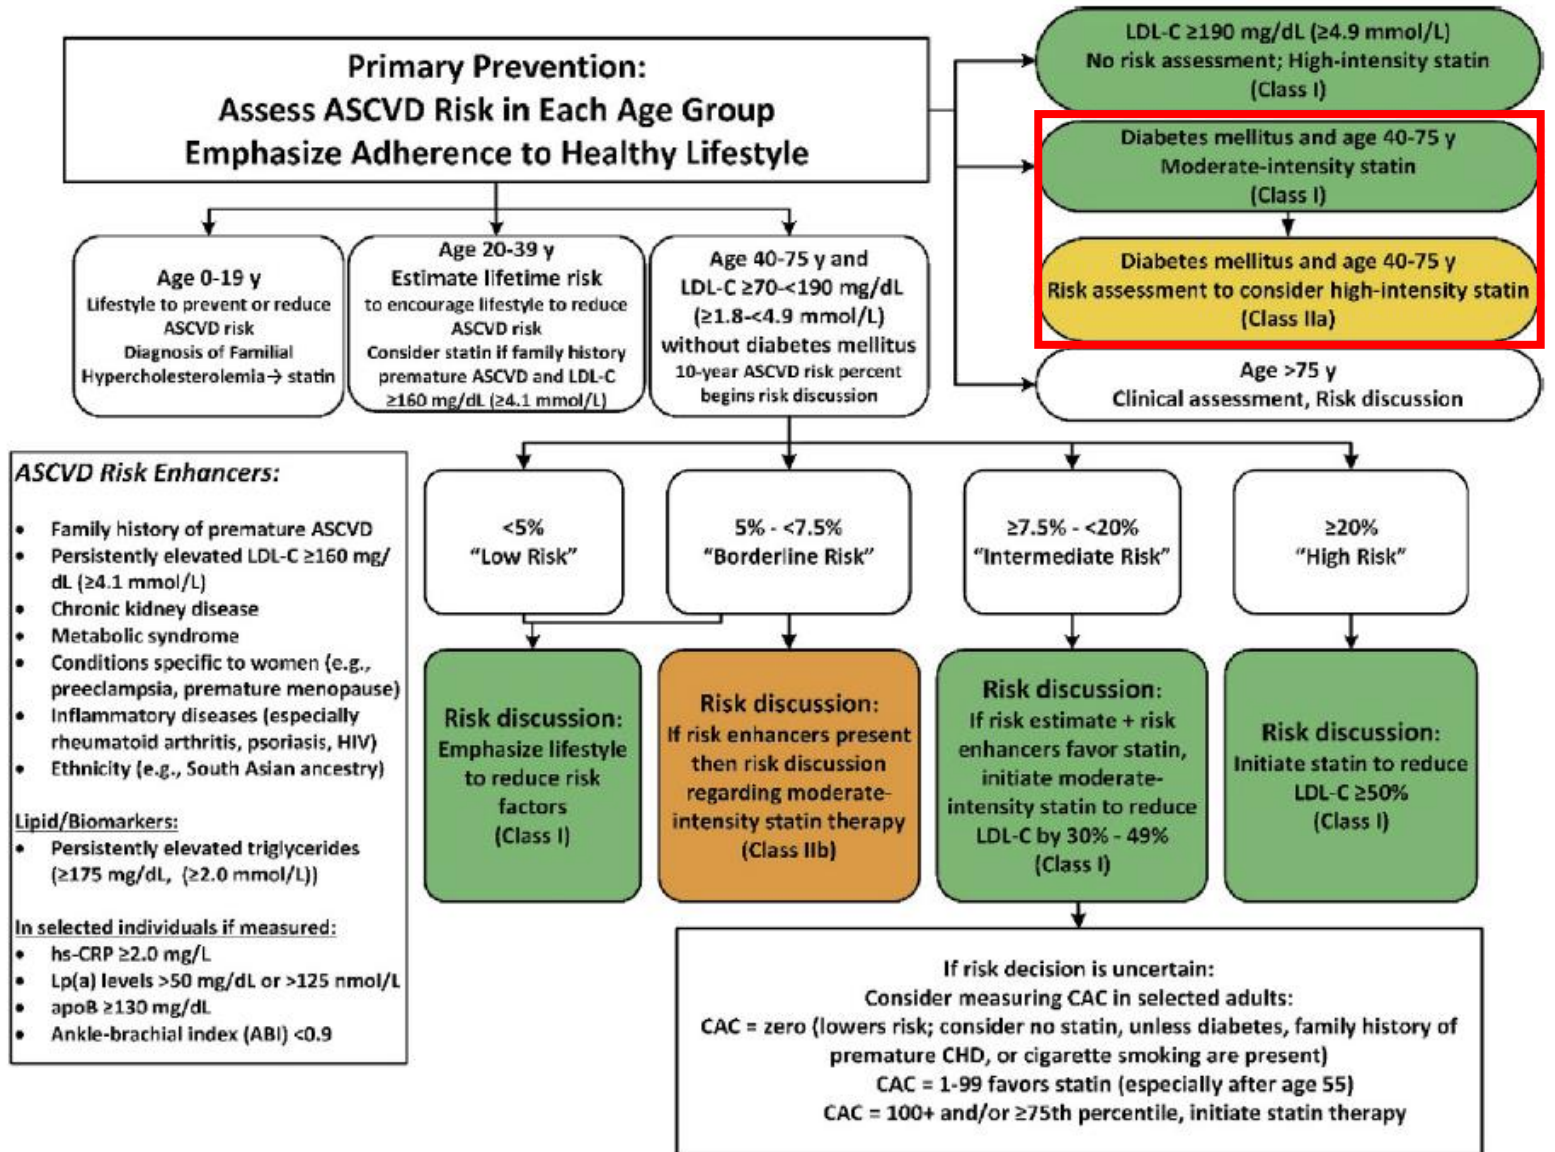 Primary Prevention:
Assess ASCVD Risk in Each Age Group
Emphasize Adherence to Healthy Lifestyle
LDL-C ≥190 mg/dL (≥4.9 mmol/L)
No risk assessment; High-intensity statin
(Class I)
Diabetes mellitus and age 40-75 y
Moderate-intensity statin
(Class I)
Diabetes mellitus and age 40-75 y
Risk assessment to consider high-intensity statin
(Class IIa)
Age >75 y
Clinical assessment, Risk discussion
Age 0-19 y
Lifestyle to prevent or reduce
ASCVD risk
Diagnosis of Familial
Hypercholesterolemia→ statin
Age 20-39 y
Estimate lifetime risk
to encourage lifestyle to reduce
ASCVD risk
Consider statin if family history
premature ASCVD and LDL-C
≥160 mg/dL (≥4.1 mmol/L)
Age 40-75 y and
LDL-C ≥70-<190 mg/dL
(≥1.8-<4.9 mmol/L)
without diabetes mellitus
10-year ASCVD risk percent
begins risk discussion
ASCVD Risk Enhancers:
• Family history of premature ASCVD
• Persistently elevated LDL-C ≥160 mg/
dL (≥4.1 mmol/L)
• Chronic kidney disease
• Metabolic syndrome
• Conditions specific to women (e.g.,
preeclampsia, premature menopause)
• Inflammatory diseases (especially
rheumatoid arthritis, psoriasis, HIV)
• Ethnicity (e.g., South Asian ancestry)
Lipid/Biomarkers:
• Persistently elevated triglycerides
(≥175 mg/dL, (≥2.0 mmol/L))
In selected individuals if measured:
• hs-CRP ≥2.0 mg/L
• Lp(a) levels >50 mg/dL or >125 nmol/L
• apoB ≥130 mg/dL
• Ankle-brachial index (ABI) <0.9
<5%
“Low Risk”
5% - <7.5%
“Borderline Risk”
≥7.5% - <20%
“Intermediate Risk”
≥20%
“High Risk”
Risk discussion:
Emphasize lifestyle
to reduce risk
factors
(Class I)
Risk discussion:
If risk enhancers present
then risk discussion
regarding moderate-
intensity statin therapy
(Class IIb)
Risk discussion:
If risk estimate + risk
enhancers favor statin,
initiate moderate-
intensity statin to reduce
LDL-C by 30% - 49%
(Class I)
Risk discussion:
Initiate statin to reduce
LDL-C ≥50%
(Class I)
If risk decision is uncertain:
Consider measuring CAC in selected adults:
CAC = zero (lowers risk; consider no statin, unless diabetes, family history of
premature CHD, or cigarette smoking are present)
CAC = 1-99 favors statin (especially after age 55)
CAC = 100+ and/or ≥75th percentile, initiate statin therapy